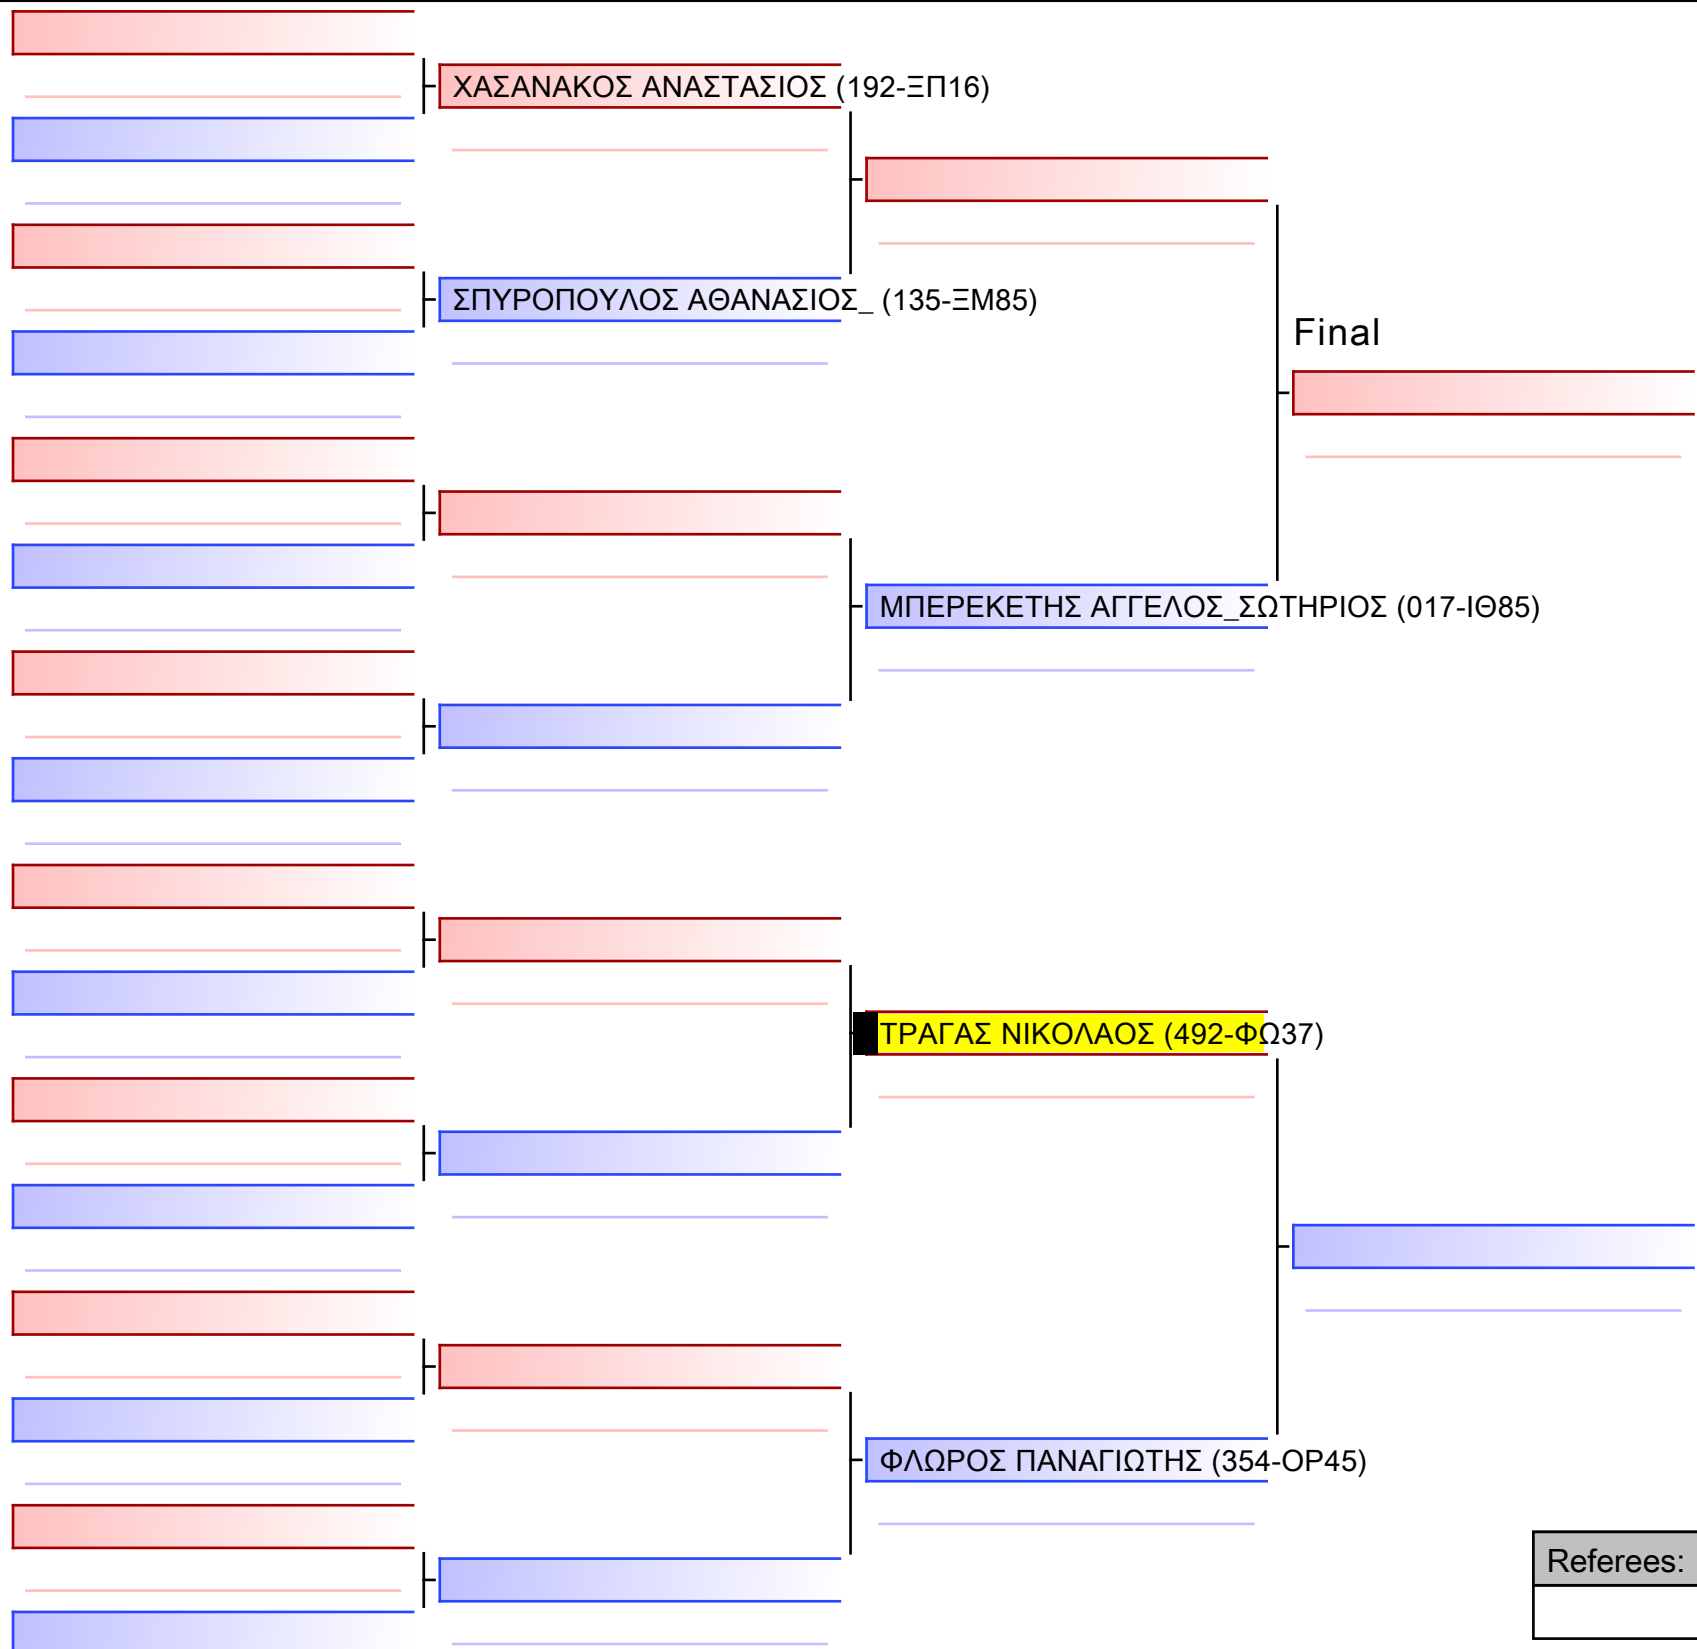 ΧΑΣΑΝΑΚΟΣ ΑΝΑΣΤΑΣΙΟΣ (192-ΞΠ16)
ΣΠΥΡΟΠΟΥΛΟΣ ΑΘΑΝΑΣΙΟΣ_ (135-ΞΜ85)
Final
ΜΠΕΡΕΚΕΤΗΣ ΑΓΓΕΛΟΣ_ΣΩΤΗΡΙΟΣ (017-ΙΘ85)
ΤΡΑΓΑΣ ΝΙΚΟΛΑΟΣ (492-ΦΩ37)
ΦΛΩΡΟΣ ΠΑΝΑΓΙΩΤΗΣ (354-ΟΡ45)
Referees: